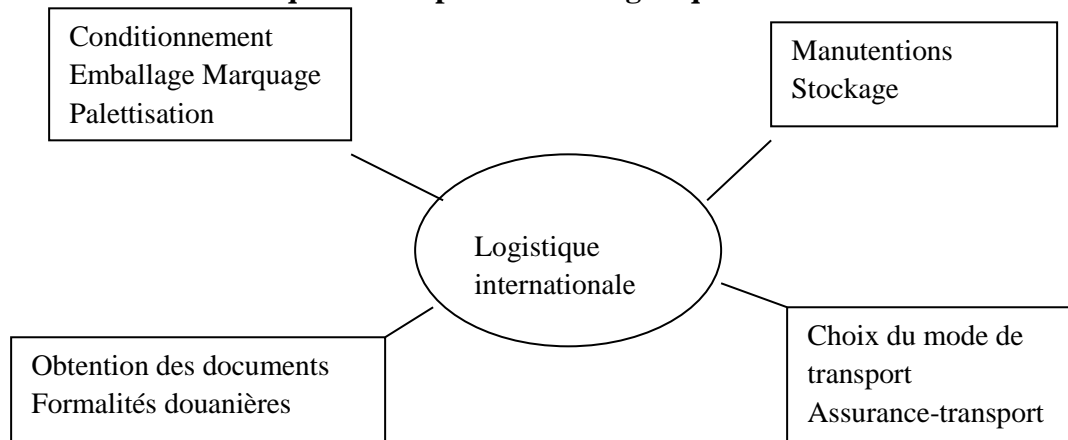 Conditionnement
Emballage Marquage
Palettisation
Manutentions
Stockage
Logistique
internationale
Obtention des documents
Formalités douanières
Choix du mode de
transport
Assurance-transport